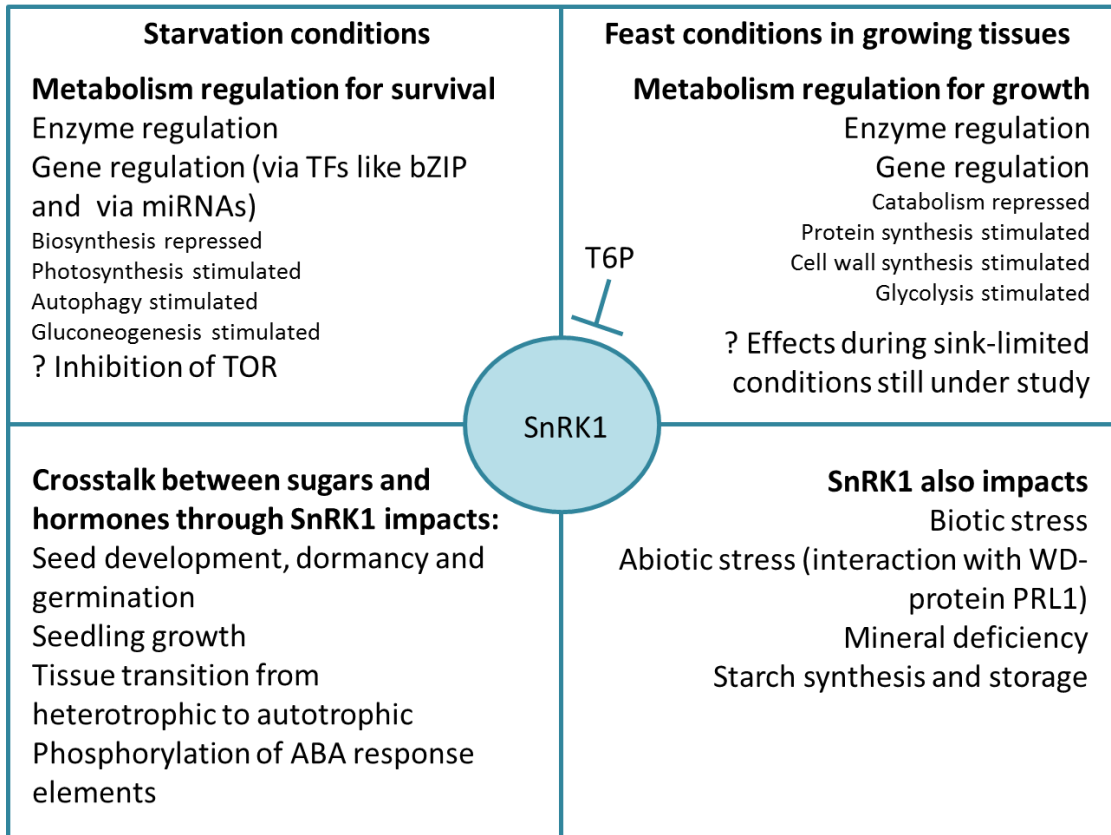 Starvation conditions
Metabolism regulation for survival
Enzyme regulation
Gene regulation (via TFs like bZIP
and via miRNAs)
Biosynthesis repressed
Photosynthesis stimulated
Autophagy stimulated
Gluconeogenesis stimulated
? Inhibition of TOR
Feast conditions in growing tissues
Metabolism regulation for growth
Enzyme regulation
Gene regulation
Catabolism repressed
Protein synthesis stimulated
Cell wall synthesis stimulated
Glycolysis stimulated
? Effects during sink-limited
conditions still under study
T6P
SnRK1
Crosstalk between sugars and
hormones through SnRK1 impacts:
Seed development, dormancy and
germination
Seedling growth
Tissue transition from
heterotrophic to autotrophic
Phosphorylation of ABA response
elements
SnRK1 also impacts
Biotic stress
Abiotic stress (interaction with WD-
protein PRL1)
Mineral deficiency
Starch synthesis and storage